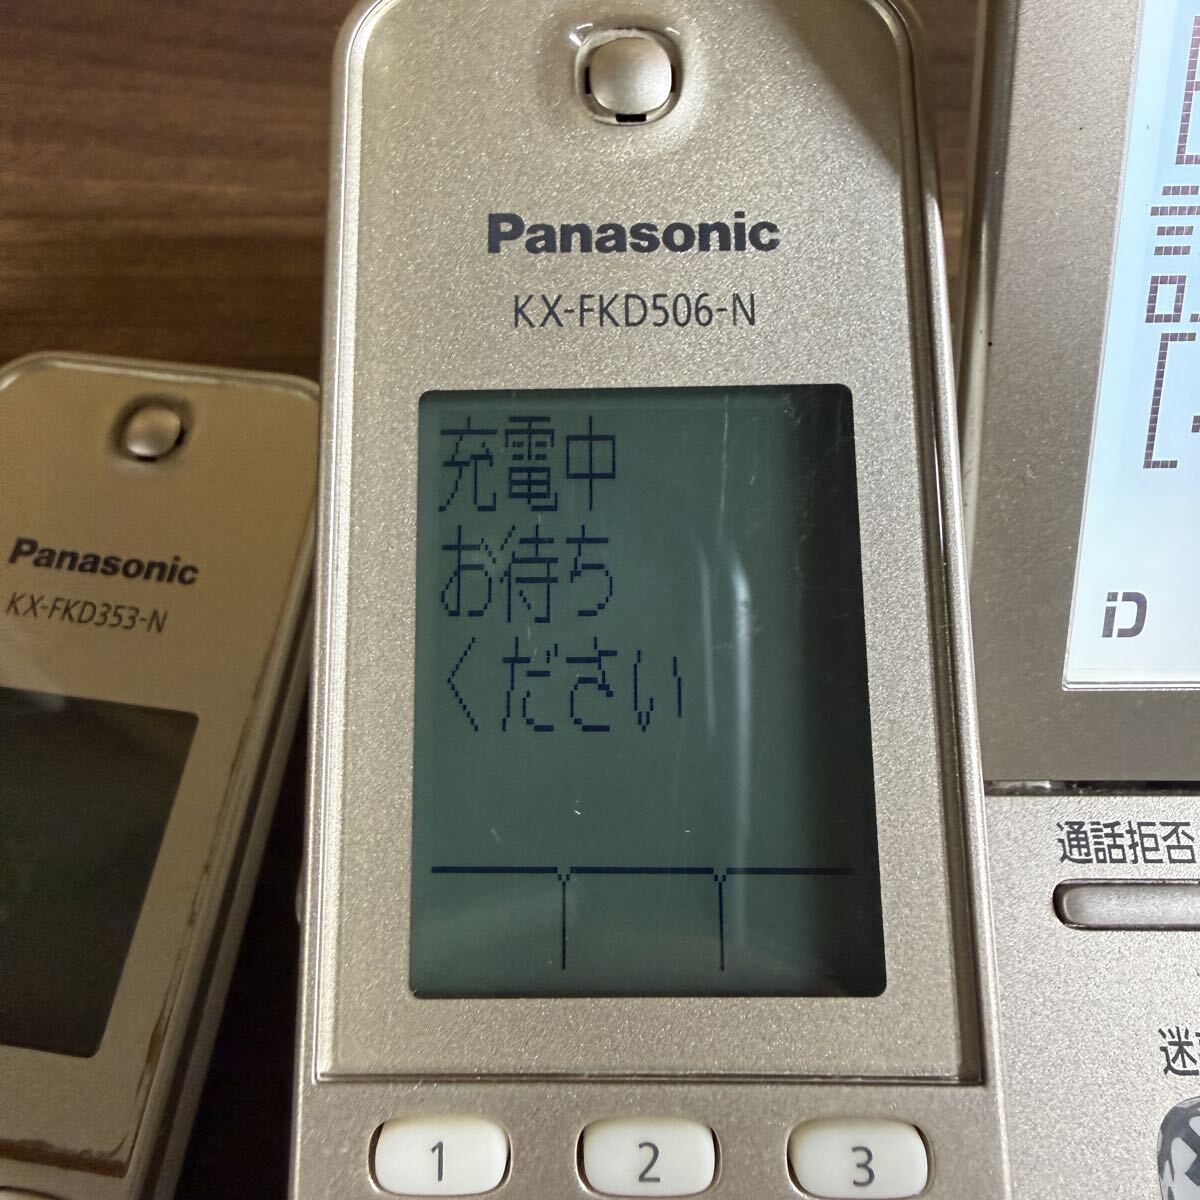 Panasonic
KX-FKD506-N
充電中
お待ち
ください
1
2
3
Panasonic
KX-FKD353-N
通話拒否
迷